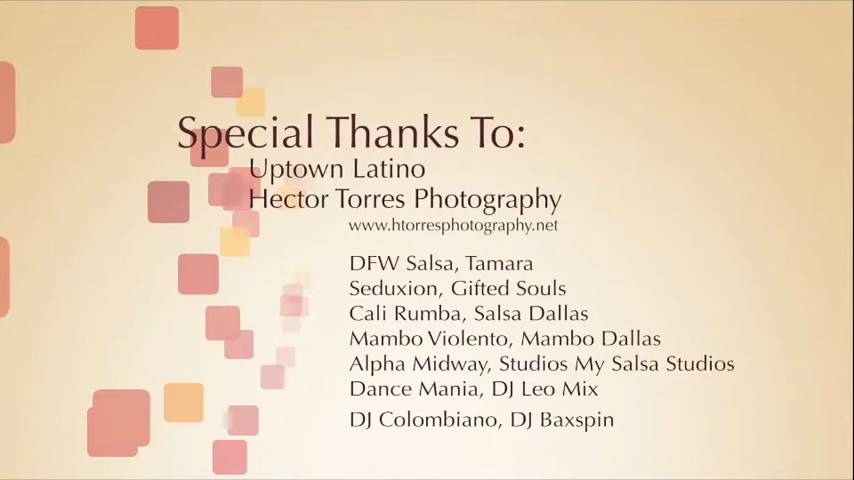 Special Thanks To:
Uptown Latino
Hector Torres Photography
www.htorresphotography.net
DFW Salsa, Tamara
Seduxion, Gifted Souls
Cali Rumba, Salsa Dallas
Mambo Violento, Mambo Dallas
Alpha Midway, Studios My Salsa Studios
Dance Mania, DJ Leo Mix
DJ Colombiano, DJ Baxspin